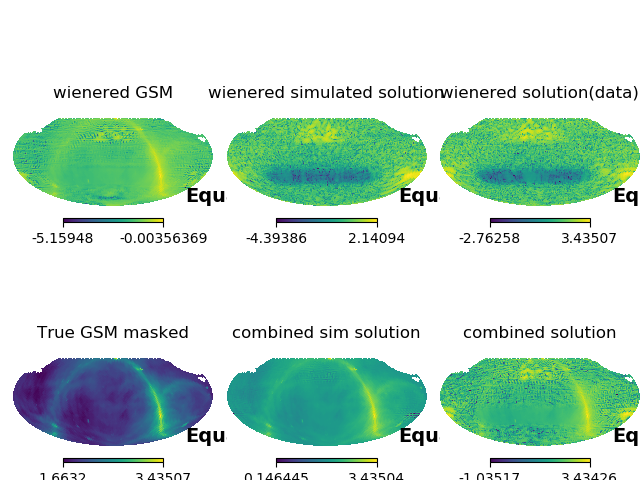 wienered GSM
wienered simulated solution
wienered solution(data)
Equ
Equ
Eq
-5.15948 -0.00356369
-4.39386 2.14094
-2.76258 3.43507
True GSM masked
combined sim solution
combined solution
Equ
Equ
Eq
1.6632 3.43507
0.146445 3.43504
-1.03517 3.43426